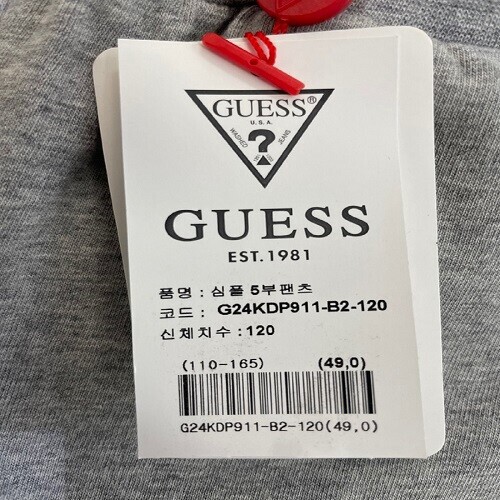 GUESS®
U.S.A.
WASHED ? JEANS
GUESS
EST.1981
품명 : 심플 5부팬츠
코드 : G24KDP911-B2-120
신체치수 : 120
(110-165) (49,0)
G24KDP911-B2-120(49,0)